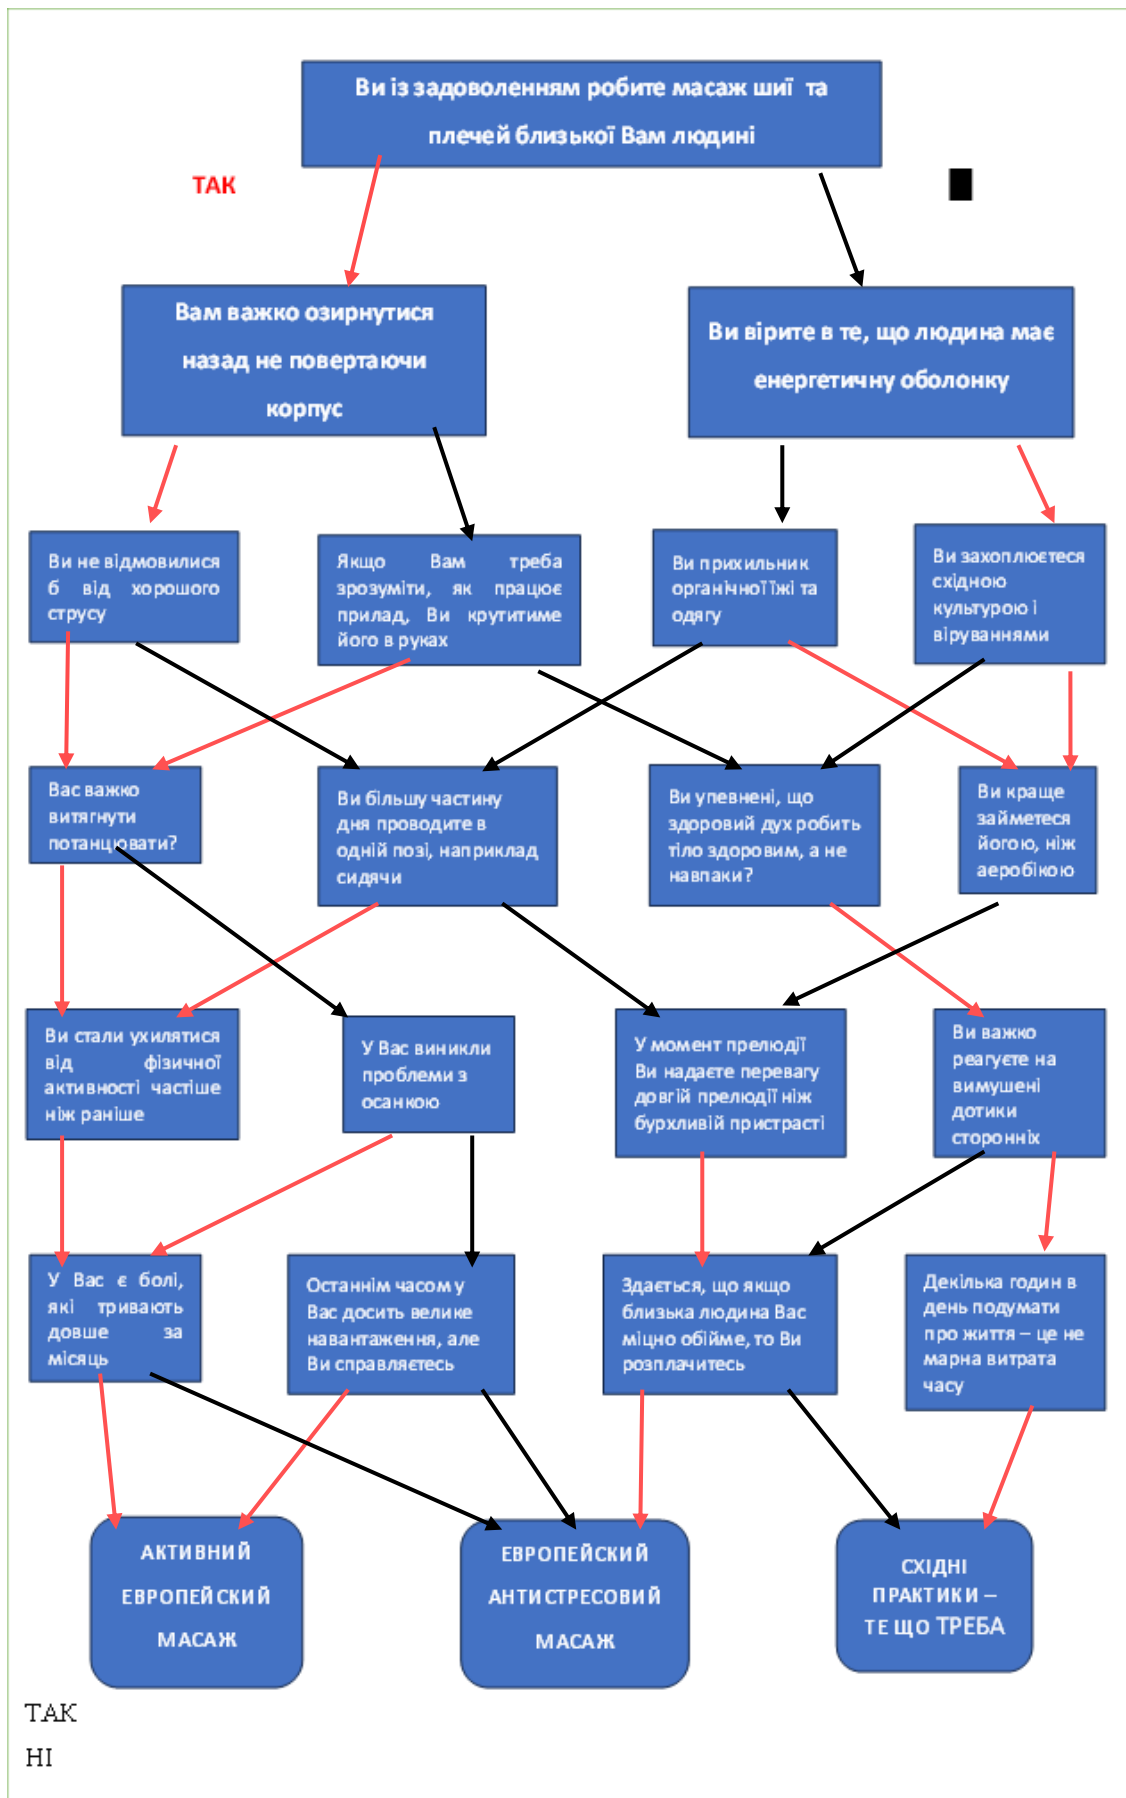 Ви із задоволенням робите масаж шиї та
плечей близької Вам людині
ТАК
Вам важко озирнутися
назад не повертаючи
корпус
Ви вірите в те, що людина має
енергетичну оболонку
Ви не відмовилися
б від хорошого
струсу
Якщо Вам треба
зрозуміти, як працює
прилад, Ви крутитиме
його в руках
Ви прихильник
органічної їжі та
одягу
Ви захоплюєтеся
східною
культурою і
віруваннями
Вас важко
витягнути
потанцювати?
Ви більшу частину
дня проводите в
одній позі, наприклад
сидячи
Ви упевнені, що
здоровий дух робить
тіло здоровим, а не
навпаки?
Ви краще
займетеся
йогою, ніж
аеробікою
Ви стали ухилятися
від фізичної
активності частіше
ніж раніше
У Вас виникли
проблеми з
осанкою
У момент прелюдії
Ви надаєте перевагу
довгій прелюдії ніж
бурхливій пристрасті
Ви важко
реагуєте на
вимушені
дотики
сторонніх
У Вас є болі,
які тривають
довше за
місяць
Останнім часом у
Вас досить велике
навантаження, але
Ви справляєтесь
Здається, що якщо
близька людина Вас
міцно обійме, то Ви
розплачитесь
Декілька годин в
день подумати
про життя – це не
марна витрата
часу
АКТИВНИЙ
ЕВРОПЕЙСКИЙ
МАСАЖ
ЕВРОПЕЙСКИЙ
АНТИСТРЕСОВИЙ
МАСАЖ
СХІДНІ
ПРАКТИКИ –
ТЕ ЩО ТРЕБА
ТАК
НІ